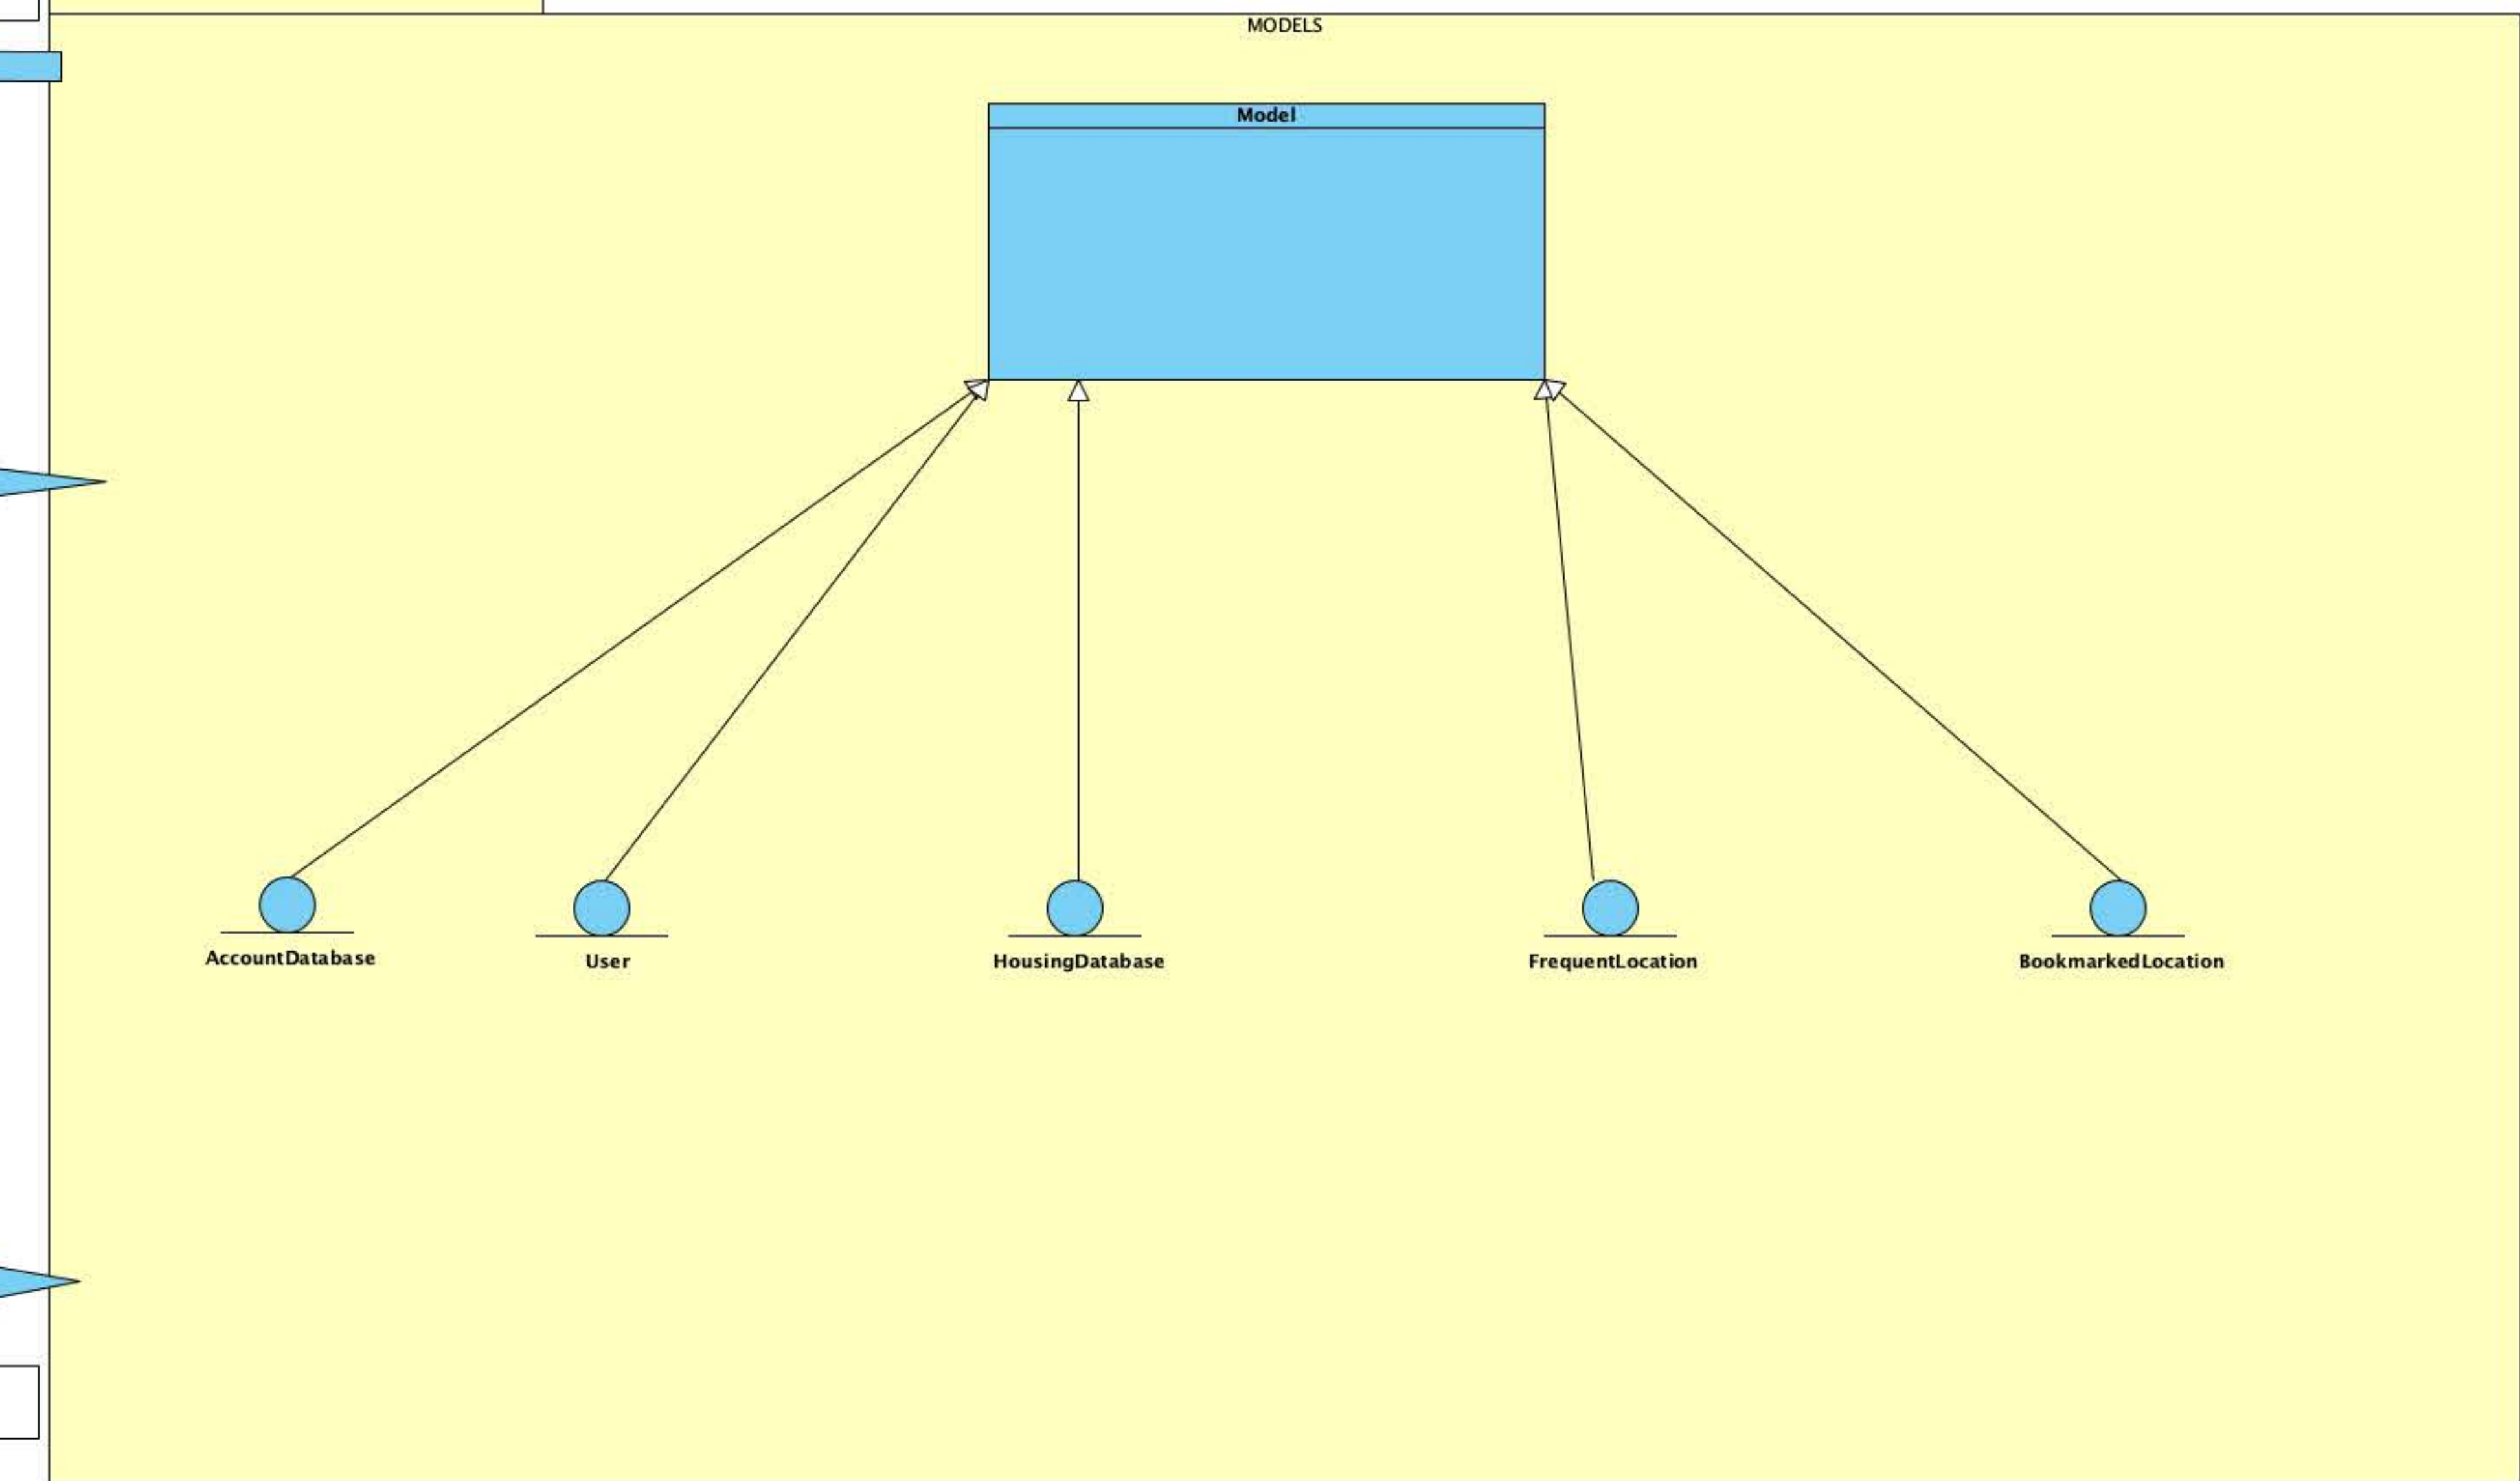 MODELS
Model
AccountDatabase
User
HousingDatabase
FrequentLocation
BookmarkedLocation